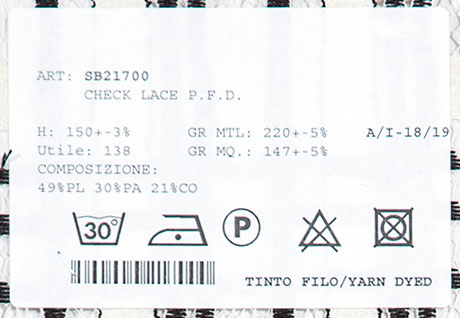 ART: SB21700
CHECK LACE P.F.D.
H: 150+-3% GR MTL: 220+-5% A/I-18/19
Utile: 138 GR MQ.: 147+-5%
COMPOSIZIONE:
49%PL 30%PA 21%CO
30° P
TINTO FILO/YARN DYED